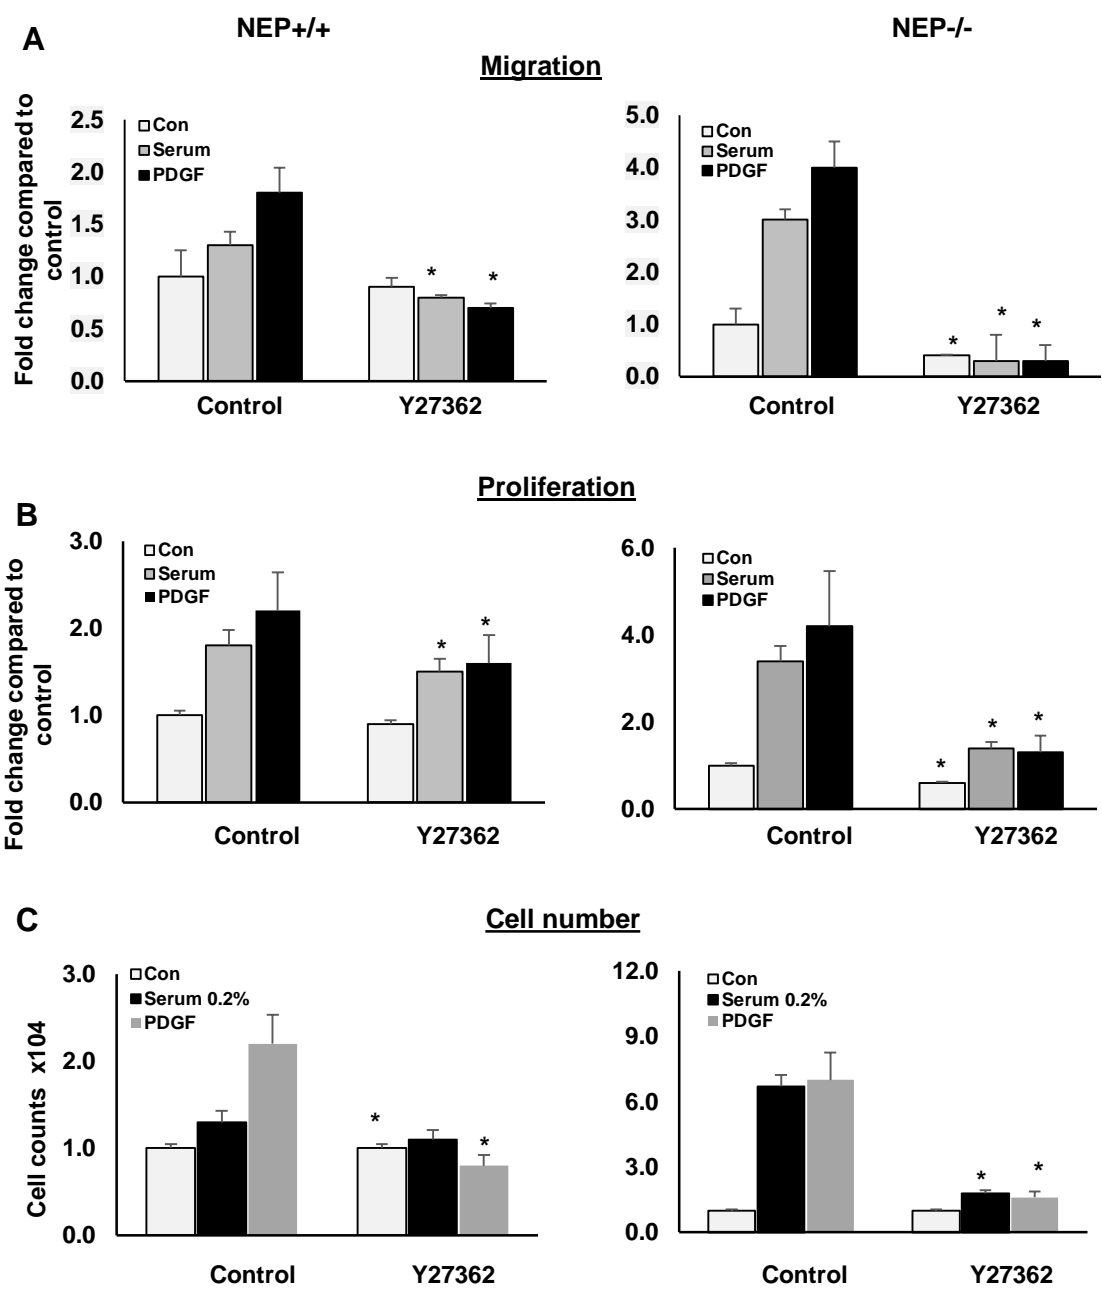 A
NEP+/+
NEP-/-
Migration
Fold change compared to
control
2.5
2.0
1.5
1.0
0.5
0.0
Con
Serum
PDGF
*
*
Control
Y27362
5.0
4.0
3.0
2.0
1.0
0.0
Con
Serum
PDGF
*
*
*
Control
Y27362
B
Proliferation
Fold change compared to
control
3.0
2.0
1.0
0.0
Con
Serum
PDGF
*
*
Control
Y27362
6.0
4.0
2.0
0.0
Con
Serum
PDGF
*
*
*
Control
Y27362
C
Cell number
Cell counts x104
3.0
2.0
1.0
0.0
Con
Serum 0.2%
PDGF
*
*
Control
Y27362
12.0
9.0
6.0
3.0
0.0
Con
Serum 0.2%
PDGF
*
*
Control
Y27362